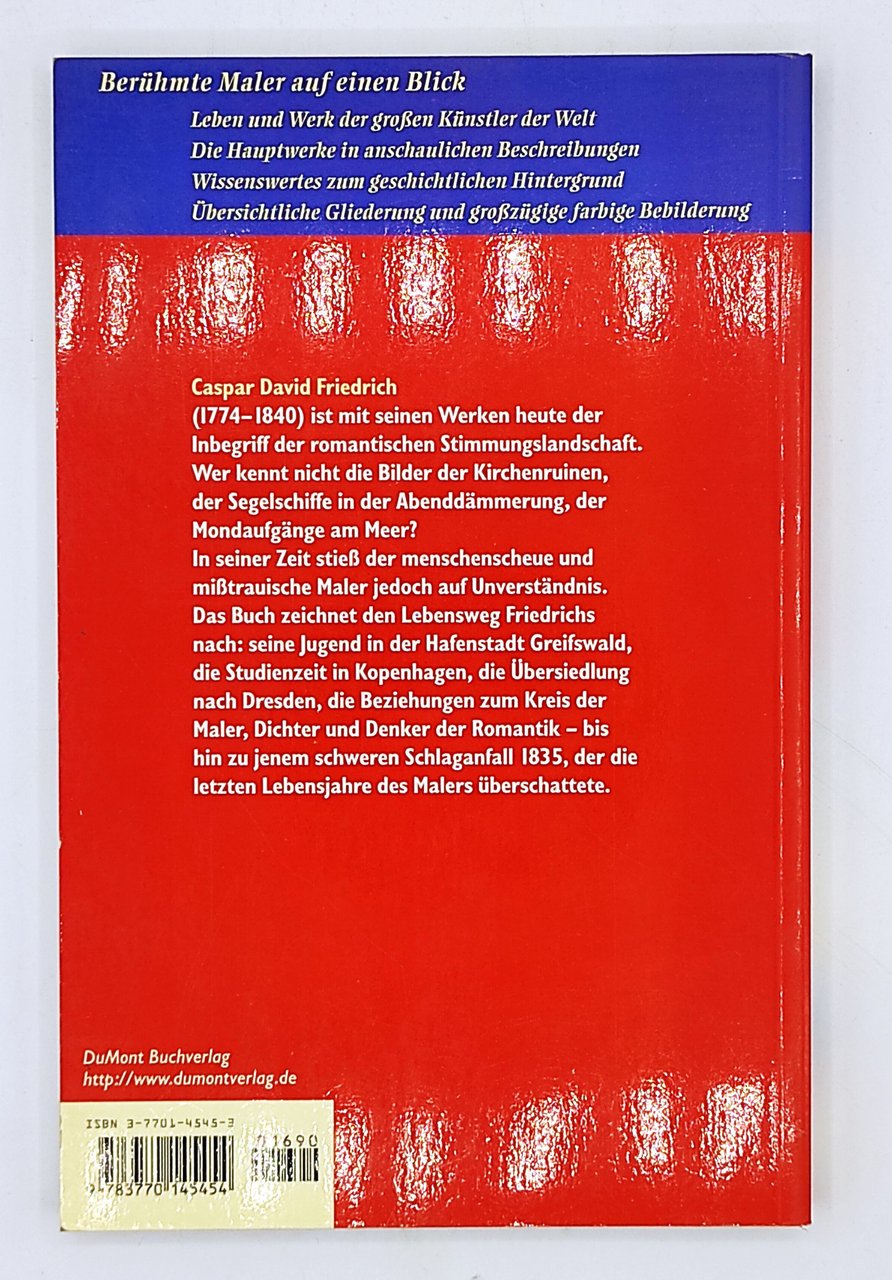 Berühmte Maler auf einen Blick
Leben und Werk der großen Künstler der Welt
Die Hauptwerke in anschaulichen Beschreibungen
Wissenswertes zum geschichtlichen Hintergrund
Übersichtliche Gliederung und großzügige farbige Bebilderung
Caspar David Friedrich
(1774–1840) ist mit seinen Werken heute der
Inbegriff der romantischen Stimmungslandschaft.
Wer kennt nicht die Bilder der Kirchenruinen,
der Segelschiffe in der Abenddämmerung, der
Mondaufgänge am Meer?
In seiner Zeit stieß der menschenscheue und
mißtrauische Maler jedoch auf Unverständnis.
Das Buch zeichnet den Lebensweg Friedrichs
nach: seine Jugend in der Hafenstadt Greifswald,
die Studienzeit in Kopenhagen, die Übersiedlung
nach Dresden, die Beziehungen zum Kreis der
Maler, Dichter und Denker der Romantik – bis
hin zu jenem schweren Schlaganfall 1835, der die
letzten Lebensjahre des Malers überschattete.
DuMont Buchverlag
http://www.dumontverlag.de
ISBN 3-7701-4545-3
01690
9 783770 145454